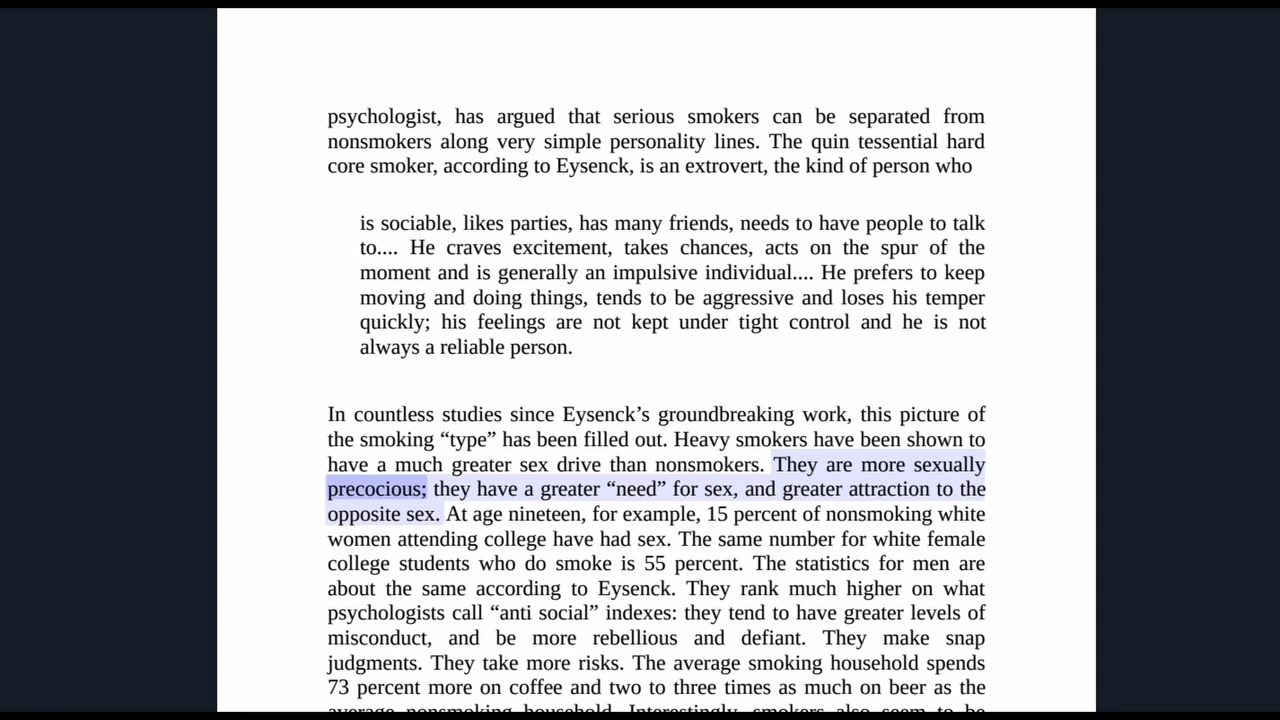 psychologist, has argued that serious smokers can be separated from
nonsmokers along very simple personality lines. The quin tessential hard
core smoker, according to Eysenck, is an extrovert, the kind of person who
is sociable, likes parties, has many friends, needs to have people to talk
to.... He craves excitement, takes chances, acts on the spur of the
moment and is generally an impulsive individual.... He prefers to keep
moving and doing things, tends to be aggressive and loses his temper
quickly; his feelings are not kept under tight control and he is not
always a reliable person.
In countless studies since Eysenck’s groundbreaking work, this picture of
the smoking “type” has been filled out. Heavy smokers have been shown to
have a much greater sex drive than nonsmokers. They are more sexually
precocious; they have a greater “need” for sex, and greater attraction to the
opposite sex. At age nineteen, for example, 15 percent of nonsmoking white
women attending college have had sex. The same number for white female
college students who do smoke is 55 percent. The statistics for men are
about the same according to Eysenck. They rank much higher on what
psychologists call “anti social” indexes: they tend to have greater levels of
misconduct, and be more rebellious and defiant. They make snap
judgments. They take more risks. The average smoking household spends
73 percent more on coffee and two to three times as much on beer as the
average nonsmoking household. Interestingly, smokers also seem to be